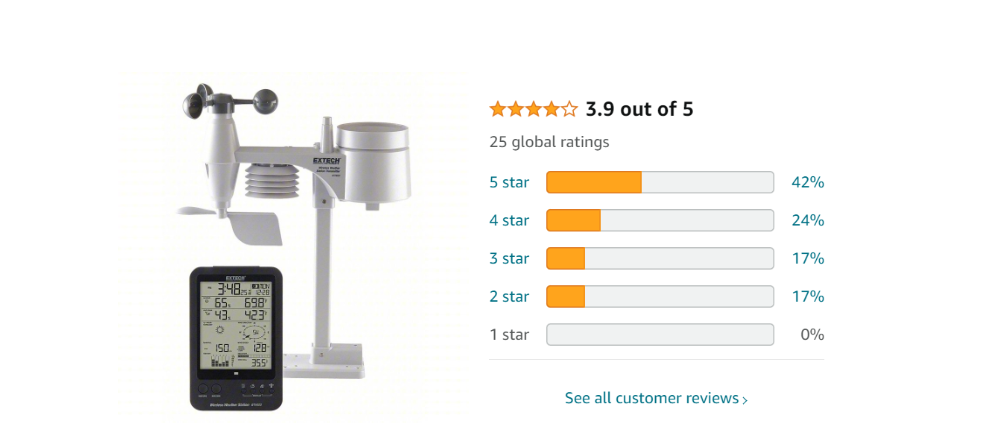 EXTECH
EXTECH
3:48
65
69.8
43
42.3
150
12.8
35.5
3.9 out of 5
25 global ratings
5 star 42%
4 star 24%
3 star 17%
2 star 17%
1 star 0%
See all customer reviews ›